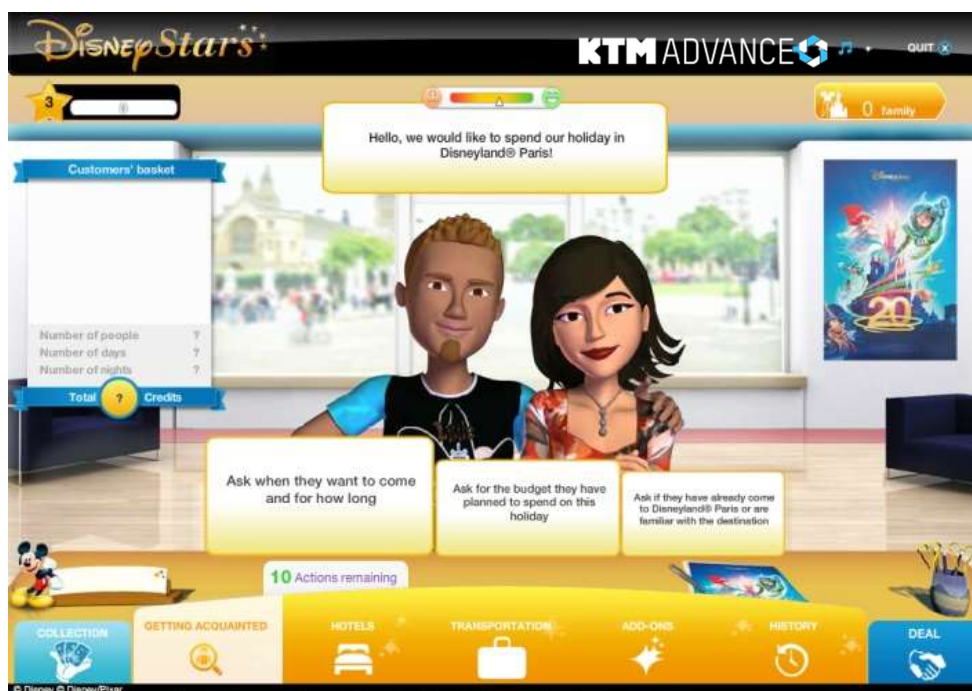 DISNEY Stars
KTM ADVANCE
QUIT
3
0 family
Hello, we would like to spend our holiday in
Disneyland® Paris!
Customers' basket
Number of people ?
Number of days ?
Number of nights ?
Total ? Credits
20
Ask when they want to come
and for how long
Ask for the budget they have
planned to spend on this
holiday
Ask if they have already come
to Disneyland® Paris or are
familiar with the destination
10 Actions remaining
COLLECTION
GETTING ACQUAINTED
HOTELS
TRANSPORTATION
ADD-ONS
HISTORY
DEAL
© Disney © Disney/Pixar